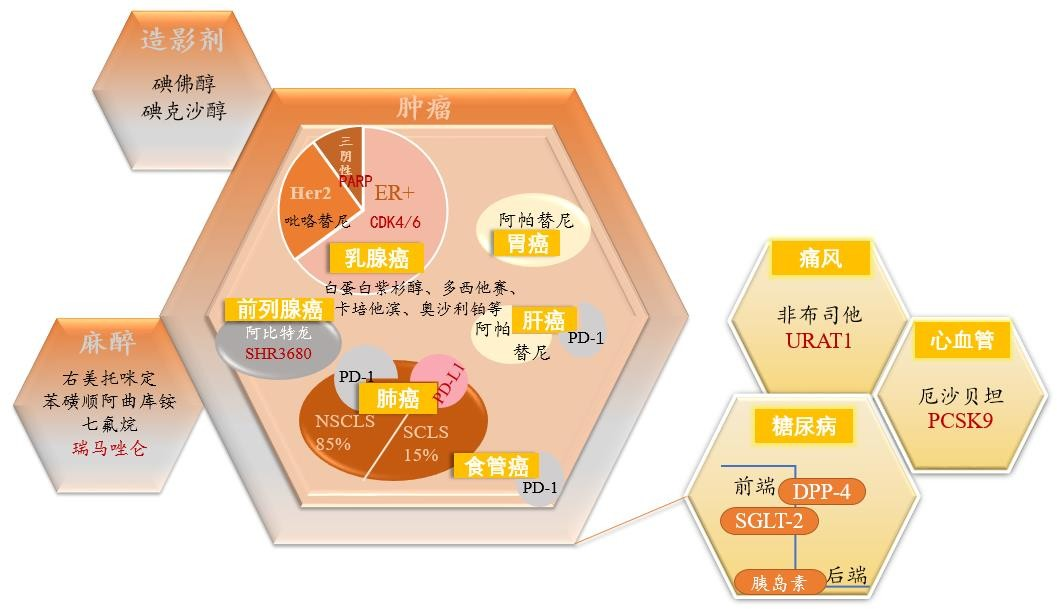 造影剂
碘佛醇
碘克沙醇
肿瘤
三
阴
性
PARP
Her2
ER+
吡咯替尼
CDK4/6
乳腺癌
白蛋白紫杉醇、多西他赛、
卡培他滨、奥沙利铂等
阿帕替尼
胃癌
前列腺癌
阿比特龙
SHR3680
阿帕
替尼
肝癌
PD-1
PD-1
PD-L1
肺癌
NSCLS
85%
SCLS
15%
食管癌
PD-1
麻醉
右美托咪定
苯磺顺阿曲库铵
七氟烷
瑞马唑仑
痛风
非布司他
URAT1
心血管
厄沙贝坦
PCSK9
糖尿病
前端
DPP-4
SGLT-2
胰岛素
后端